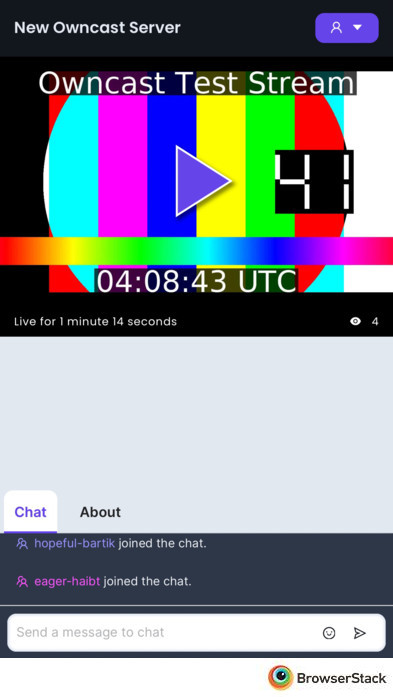 New Owncast Server
Owncast Test Stream
41
04:08:43 UTC
Live for 1 minute 14 seconds
4
Chat
About
hopeful-bartik joined the chat.
eager-haibt joined the chat.
Send a message to chat
BrowserStack